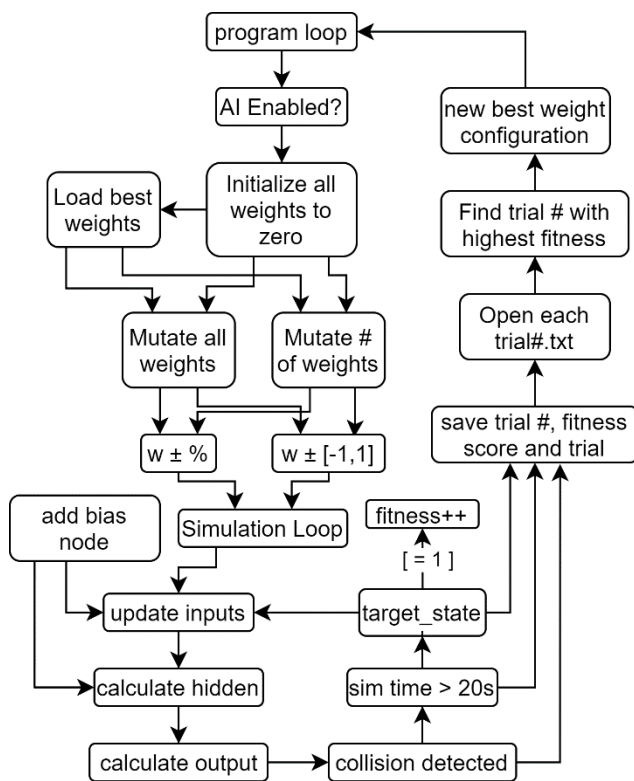 program loop
AI Enabled?
new best weight
configuration
Load best
weights
Initialize all
weights to
zero
Find trial # with
highest fitness
Mutate all
weights
Mutate #
of weights
Open each
trial#.txt
w ± %
w ± [-1,1]
save trial #, fitness
score and trial
add bias
node
Simulation Loop
fitness++
[ = 1 ]
update inputs
target_state
calculate hidden
sim time > 20s
calculate output
collision detected